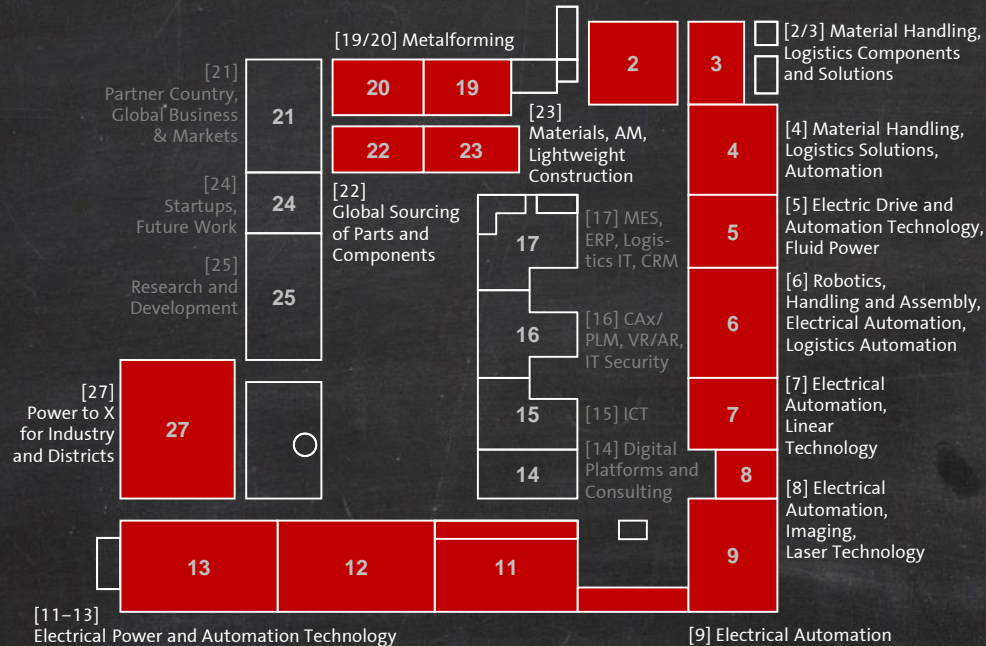 [19/20] Metalforming
[2/3] Material Handling,
Logistics Components
and Solutions
[21]
Partner Country,
Global Business
& Markets
21
20
19
2
3
[23]
Materials, AM,
Lightweight
Construction
22
23
4
[4] Material Handling,
Logistics Solutions,
Automation
[24]
Startups,
Future Work
24
[22]
Global Sourcing
of Parts and
Components
17
[17] MES,
ERP, Logis-
tics IT, CRM
5
[5] Electric Drive and
Automation Technology,
Fluid Power
[25]
Research and
Development
25
16
[16] CAx/
PLM, VR/AR,
IT Security
6
[6] Robotics,
Handling and Assembly,
Electrical Automation,
Logistics Automation
[27]
Power to X
for Industry
and Districts
27
15
[15] ICT
7
[7] Electrical
Automation,
Linear
Technology
14
[14] Digital
Platforms and
Consulting
8
[8] Electrical
Automation,
Imaging,
Laser Technology
13
12
11
9
[11–13]
Electrical Power and Automation Technology
[9] Electrical Automation